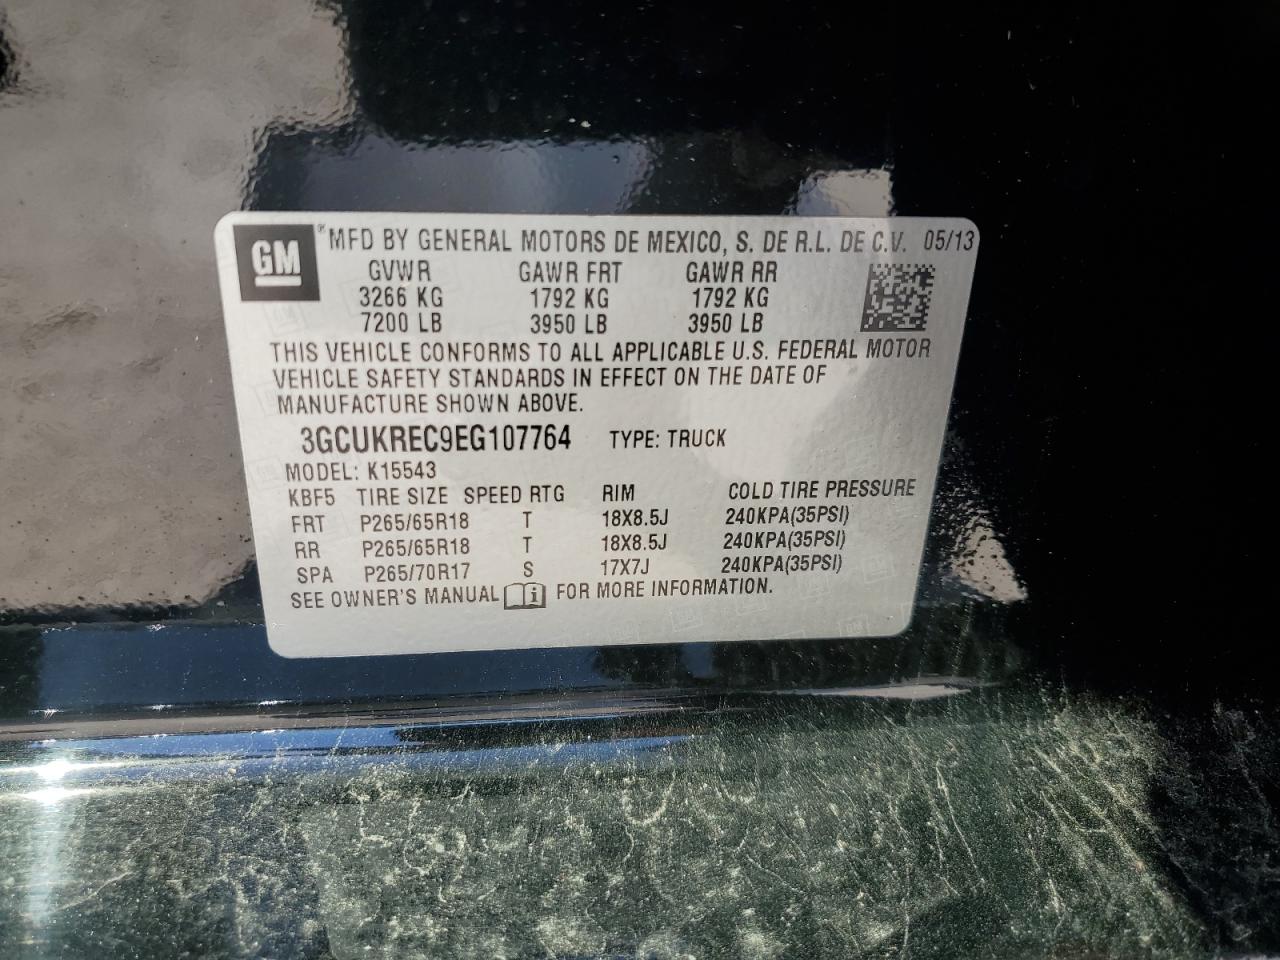 GM ® MFD BY GENERAL MOTORS DE MEXICO, S. DE R.L. DE C.V. 05/13
GVWR GAWR FRT GAWR RR
3266 KG 1792 KG 1792 KG
7200 LB 3950 LB 3950 LB
THIS VEHICLE CONFORMS TO ALL APPLICABLE U.S. FEDERAL MOTOR
VEHICLE SAFETY STANDARDS IN EFFECT ON THE DATE OF
MANUFACTURE SHOWN ABOVE.
3GCUKREC9EG107764 TYPE: TRUCK
MODEL: K15543
KBF5 TIRE SIZE SPEED RTG RIM COLD TIRE PRESSURE
FRT P265/65R18 T 18X8.5J 240KPA(35PSI)
RR P265/65R18 T 18X8.5J 240KPA(35PSI)
SPA P265/70R17 S 17X7J 240KPA(35PSI)
SEE OWNER'S MANUAL FOR MORE INFORMATION.